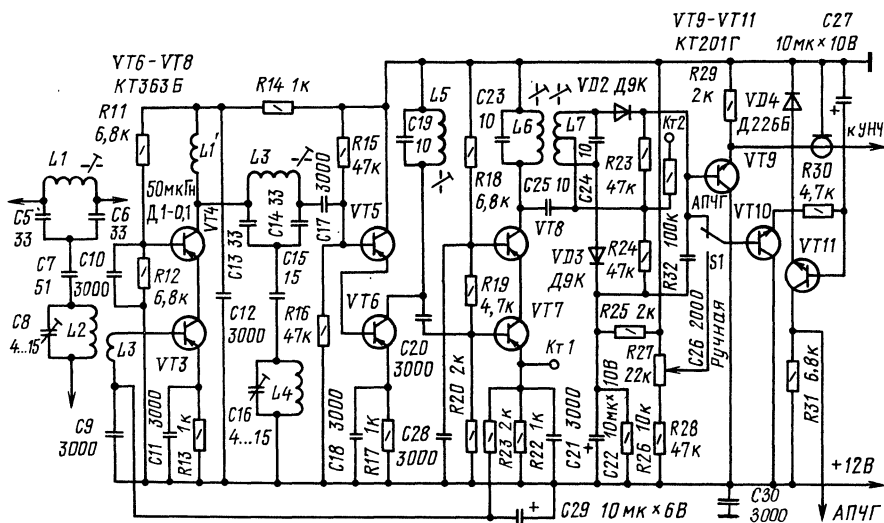 VT9-VT11
КТ201Г
C27
10мк×10В
VT6-VT8
КТ363Б
R14 1к
R11
6,8к
L1'
50мкГн
Д1-0,1
VT4
L1
C5
33
C6
33
C7
51
C10
3000
R12
6,8к
C8
4...15
L2
L3
VT3
C9
3000
C11 3000
R13 1к
C12
3000
C13 33
L3
C14 33
C15
15
C17 3000
R15
47к
VT5
VT6
R16
47к
C16
4...15
L4
C18 3000
R17 1к
C19
10
L5
C20
3000
C28
3000
R20 2к
R18
6,8к
R19
4,7к
C23
10
L6
L7
C25 10
VT8
VT7
Кт1
R23 2к
R22 1к
C21 3000
C29 10мк×6В
VD2 Д9К
10
C24
R23
47к
Кт2
VD3
Д9К
R24
47к
R32 100к
R25 2к
C22 10мк×10В
R26 10к
R27
22к
R28
47к
C26 2000
АПЧГ
S1
Ручная
R29
2к
VT9
VT10
VD4
Д226Б
к УНЧ
R30
4,7к
VT11
R31 6,8к
C30
3000
+12В
АПЧГ